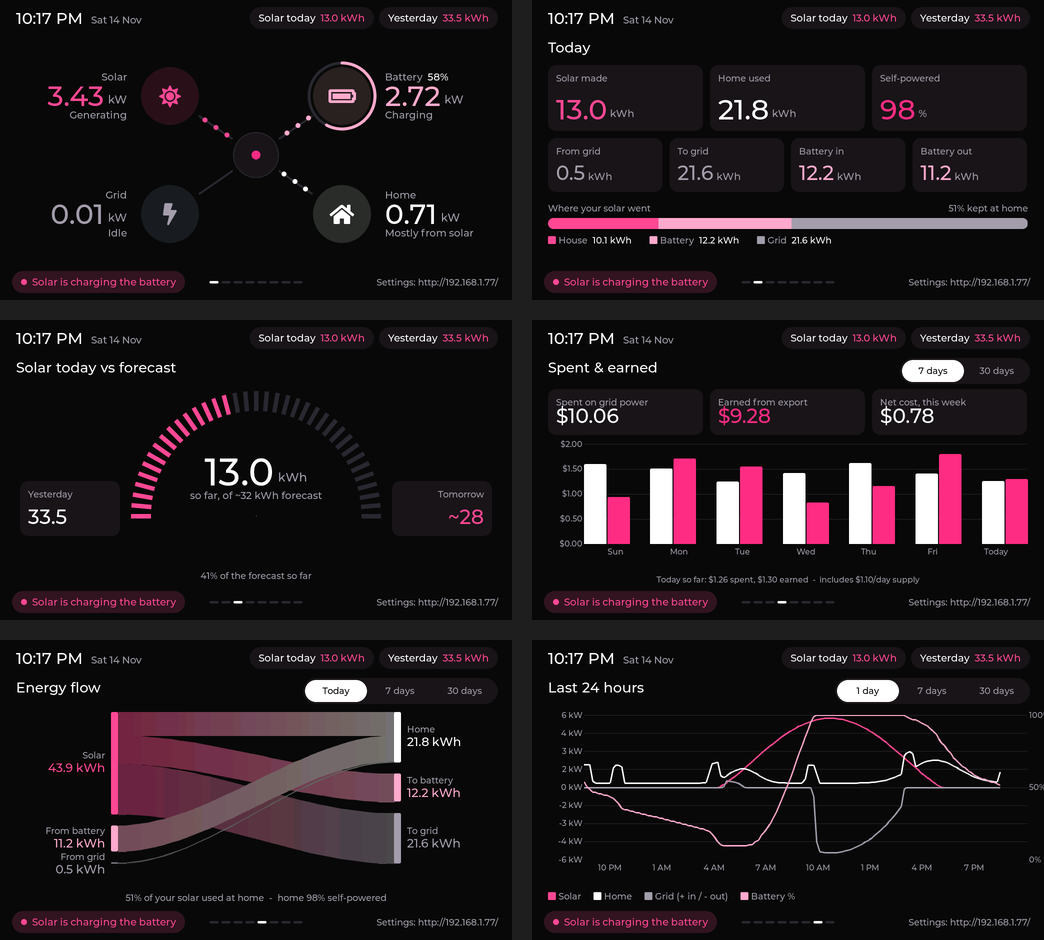 10:17 PM Sat 14 Nov
Solar today 13.0 kWh
Yesterday 33.5 kWh
Solar
3.43 kW
Generating
Battery 58%
2.72 kW
Charging
Grid
0.01 kW
Idle
Home
0.71 kW
Mostly from solar
Solar is charging the battery
Settings: http://192.168.1.77/
10:17 PM Sat 14 Nov
Solar today 13.0 kWh
Yesterday 33.5 kWh
Today
Solar made
13.0 kWh
Home used
21.8 kWh
Self-powered
98 %
From grid
0.5 kWh
To grid
21.6 kWh
Battery in
12.2 kWh
Battery out
11.2 kWh
Where your solar went
51% kept at home
House 10.1 kWh
Battery 12.2 kWh
Grid 21.6 kWh
Solar is charging the battery
Settings: http://192.168.1.77/
10:17 PM Sat 14 Nov
Solar today 13.0 kWh
Yesterday 33.5 kWh
Solar today vs forecast
13.0 kWh
so far, of ~32 kWh forecast
Yesterday
33.5
Tomorrow
~28
41% of the forecast so far
Solar is charging the battery
Settings: http://192.168.1.77/
10:17 PM Sat 14 Nov
Solar today 13.0 kWh
Yesterday 33.5 kWh
Spent & earned
7 days
30 days
Spent on grid power
$10.06
Earned from export
$9.28
Net cost, this week
$0.78
$2.00
$1.50
$1.00
$0.50
$0.00
Sun Mon Tue Wed Thu Fri Today
Today so far: $1.26 spent, $1.30 earned - includes $1.10/day supply
Solar is charging the battery
Settings: http://192.168.1.77/
10:17 PM Sat 14 Nov
Solar today 13.0 kWh
Yesterday 33.5 kWh
Energy flow
Today
7 days
30 days
Solar
43.9 kWh
From battery
11.2 kWh
From grid
0.5 kWh
Home
21.8 kWh
To battery
12.2 kWh
To grid
21.6 kWh
51% of your solar used at home - home 98% self-powered
Solar is charging the battery
Settings: http://192.168.1.77/
10:17 PM Sat 14 Nov
Solar today 13.0 kWh
Yesterday 33.5 kWh
Last 24 hours
1 day
7 days
30 days
6 kW
4 kW
3 kW
2 kW
0 kW
-2 kW
-3 kW
-4 kW
-6 kW
100%
50%
0%
10 PM 1 AM 4 AM 7 AM 10 AM 1 PM 4 PM 7 PM
Solar
Home
Grid (+ in / - out)
Battery %
Solar is charging the battery
Settings: http://192.168.1.77/